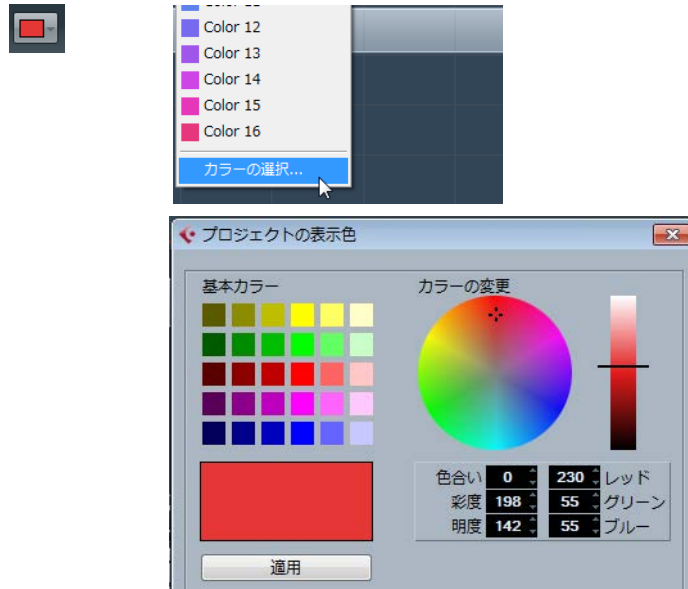 Color 12
Color 13
Color 14
Color 15
Color 16
カラーの選択...
プロジェクトの表示色
基本カラー
カラーの変更
色合い 0 230 レッド
彩度 198 55 グリーン
明度 142 55 ブルー
適用